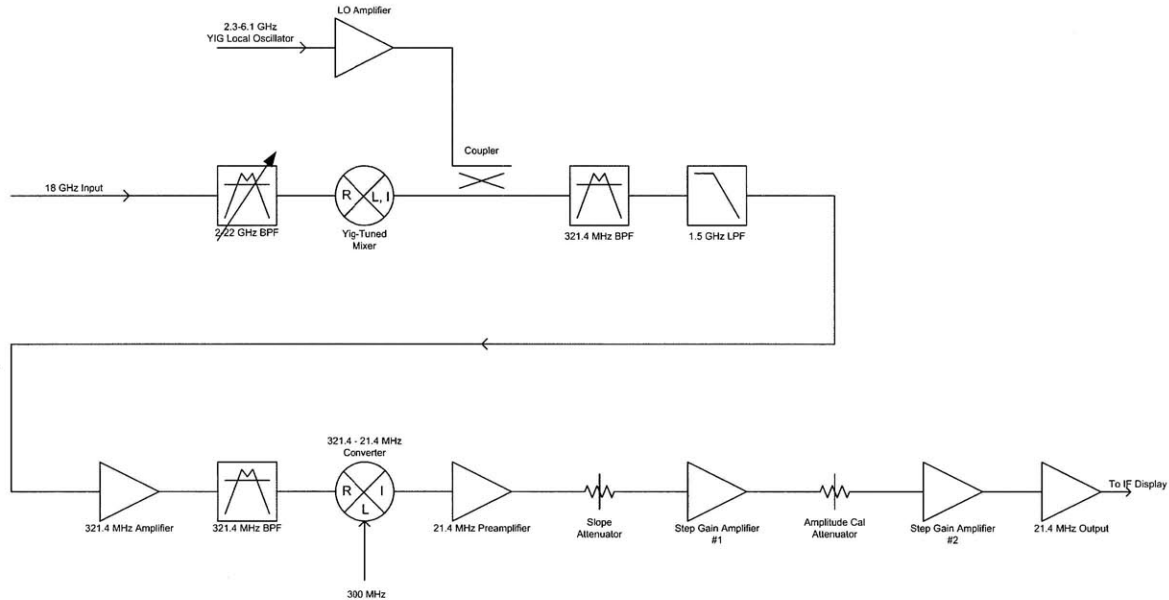 LO Amplifier
2.3-6.1 GHz
YIG Local Oscillator
Coupler
18 GHz Input
R
L, I
2-22 GHz BPF
Yig-Tuned
Mixer
321.4 MHz BPF
1.5 GHz LPF
321.4 - 21.4 MHz
Converter
R
I
L
To IF Display
321.4 MHz Amplifier
321.4 MHz BPF
21.4 MHz Preamplifier
Slope
Attenuator
Step Gain Amplifier
#1
Amplitude Cal
Attenuator
Step Gain Amplifier
#2
21.4 MHz Output
300 MHz